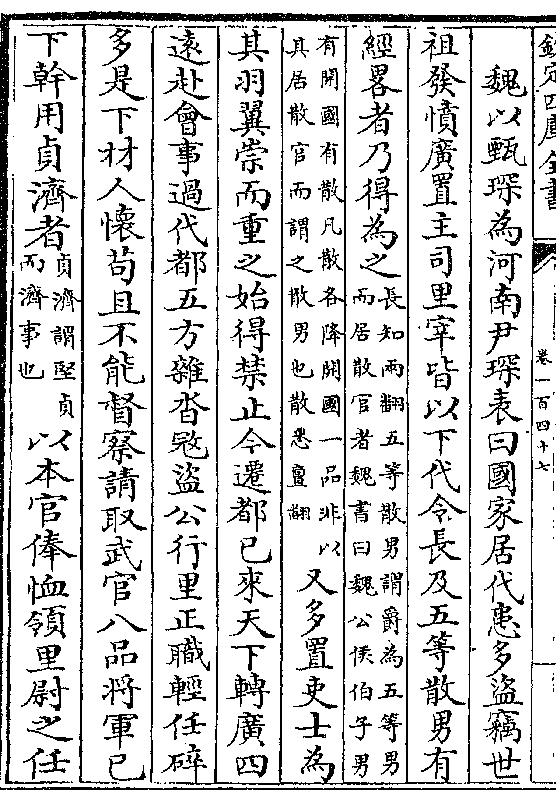 欽定四庫全書
卷一百四十七
魏以甄琛為河南尹琛表曰國家居代患多盜竊世
祖發憤廣置主司里宰皆以下代令長及五等散男有
經畧者乃得為之長知兩翻五等散男謂爵為五等男
而居散官者魏書曰魏公侯伯子男
有開國有散凡散各降開國一品非以
其居散官而謂之散男也散悉亶翻又多置吏士為
其羽翼崇而重之始得禁止今遷都已來天下轉廣四
遠赴會事過代都五方雜沓寇盜公行里正職輕任碎
多是下材人懷苟且不能督察請取武官八品將軍已
下幹用貞濟者貞濟謂堅貞
而濟事也以本官俸恤領里尉之任